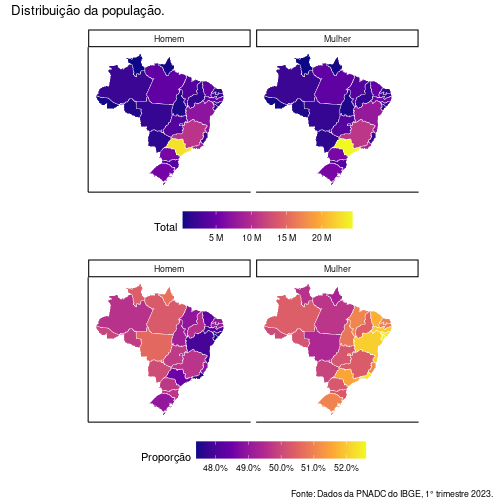 Distribuição da população.
Homem
Mulher
Total
5 M
10 M
15 M
20 M
Homem
Mulher
Proporção
48.0%
49.0%
50.0%
51.0%
52.0%
Fonte: Dados da PNADC do IBGE, 1° trimestre 2023.